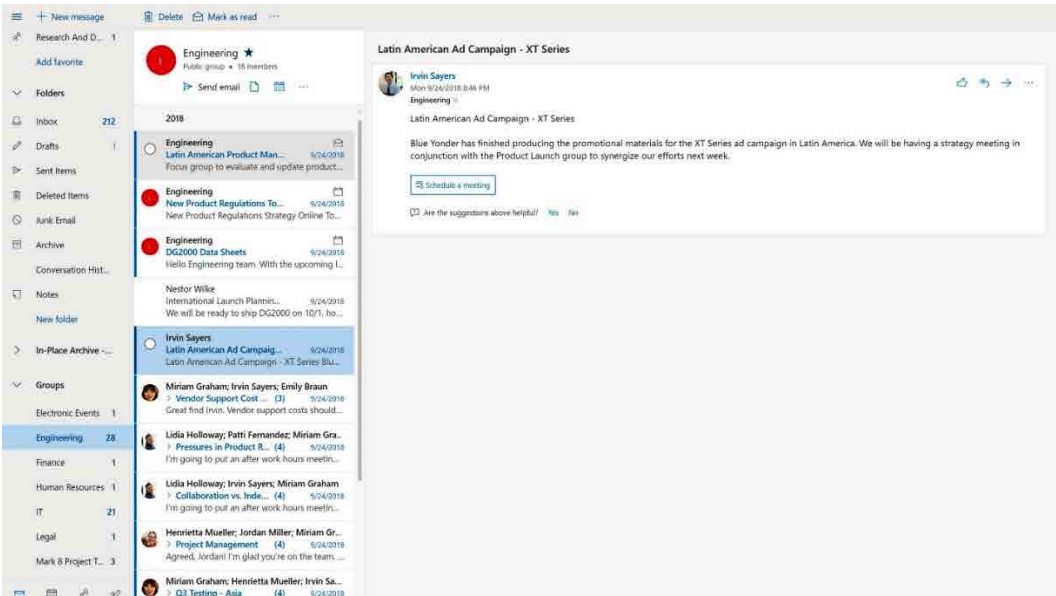 New message
Delete
Mark as read
Research And D... 1
Add favorite
Folders
Inbox 212
Drafts 1
Sent Items
Deleted Items
Junk Email
Archive
Conversation Hist...
Notes
New folder
In-Place Archive -...
Groups
Electronic Events 1
Engineering 28
Finance 1
Human Resources 1
IT 21
Legal 1
Mark 8 Project T... 3
Engineering
Public group • 18 members
Send email
2018
Engineering
Latin American Product Man... 9/24/2018
Focus group to evaluate and update product...
Engineering
New Product Regulations To... 9/24/2018
New Product Regulations Strategy Online To...
Engineering
DG2000 Data Sheets 9/24/2018
Hello Engineering team. With the upcoming l...
Nestor Wilke
International Launch Plannin... 9/24/2018
We will be ready to ship DG2000 on 10/1, ho...
Irvin Sayers
Latin American Ad Campaig... 9/24/2018
Latin American Ad Campaign - XT Series Blu...
Miriam Graham; Irvin Sayers; Emily Braun
> Vendor Support Cost ... (3) 9/24/2018
Great find Irvin. Vendor support costs should...
Lidia Holloway; Patti Fernandez; Miriam Gra...
> Pressures in Product R... (4) 9/24/2018
I'm going to put an after work hours meetin...
Lidia Holloway; Irvin Sayers; Miriam Graham
> Collaboration vs. Inde... (4) 9/24/2018
I'm going to put an after work hours meetin...
Henrietta Mueller; Jordan Miller; Miriam Gr...
> Project Management (4) 9/24/2018
Agreed, Jordan! I'm glad you're on the team. ...
Miriam Graham; Henrietta Mueller; Irvin Sa...
> Q3 Testing - Asia (4) 9/24/2018
Latin American Ad Campaign - XT Series
Irvin Sayers
Mon 9/24/2018 8:46 PM
Engineering
Latin American Ad Campaign - XT Series
Blue Yonder has finished producing the promotional materials for the XT Series ad campaign in Latin America. We will be having a strategy meeting in
conjunction with the Product Launch group to synergize our efforts next week.
Schedule a meeting
Are the suggestions above helpful? Yes No